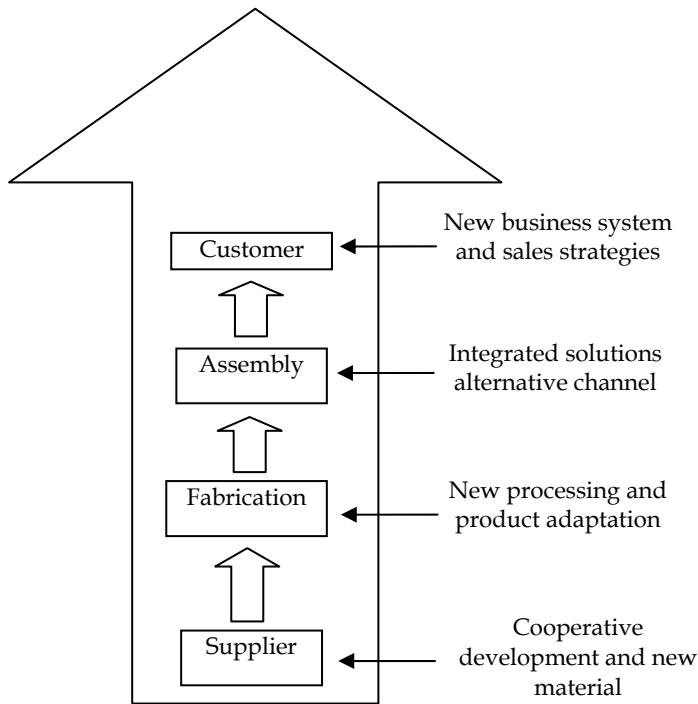 Customer
New business system
and sales strategies
Assembly
Integrated solutions
alternative channel
Fabrication
New processing and
product adaptation
Supplier
Cooperative
development and new
material